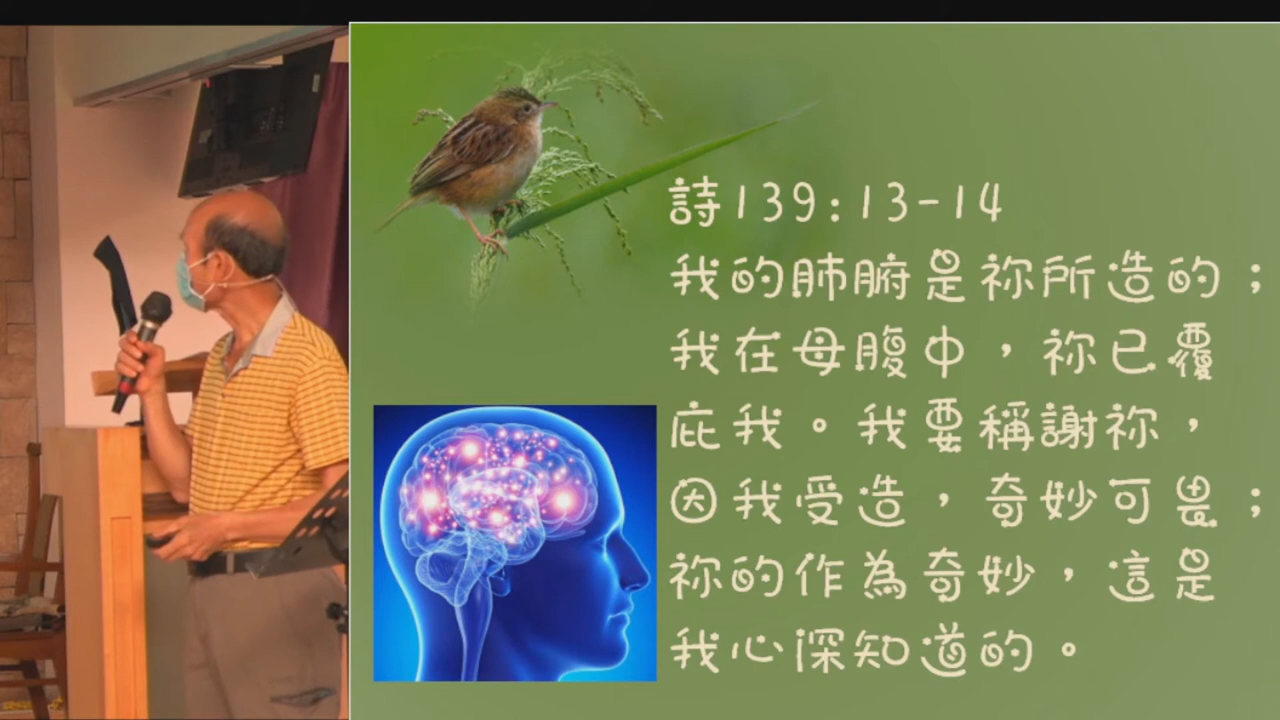 詩139:13-14
我的肺腑是祢所造的；
我在母腹中，祢已覆
庇我。我要稱謝祢，
因我受造，奇妙可畏；
祢的作為奇妙，這是
我心深知道的。